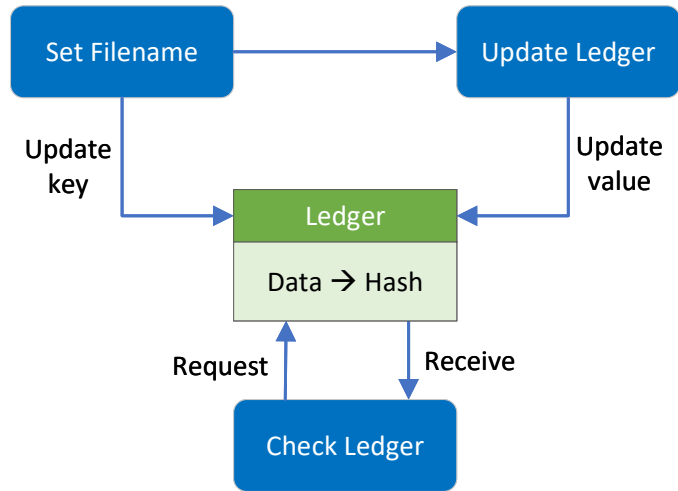 Set Filename
Update Ledger
Update
key
Update
value
Ledger
Data → Hash
Request
Receive
Check Ledger